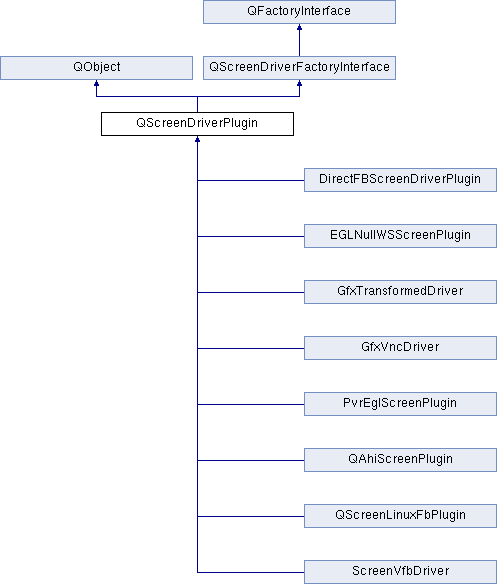 QFactoryInterface
QObject
QScreenDriverFactoryInterface
QScreenDriverPlugin
DirectFBScreenDriverPlugin
EGLNullWSScreenPlugin
GfxTransformedDriver
GfxVncDriver
PvrEglScreenPlugin
QAhiScreenPlugin
QScreenLinuxFbPlugin
ScreenVfbDriver